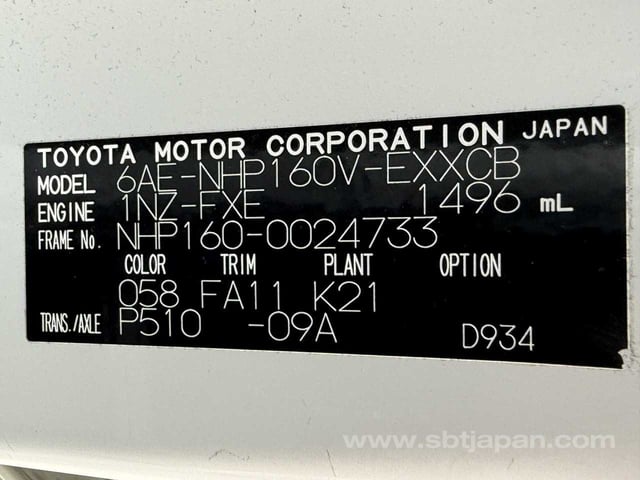 TOYOTA MOTOR CORPORATION JAPAN
MODEL 6AE-NHP160V-EXXCB
ENGINE 1NZ-FXE 1496 mL
FRAME No. NHP160-0024733
COLOR TRIM PLANT OPTION
058 FA11 K21
TRANS./AXLE P510 -09A D934
www.sbtjapan.com